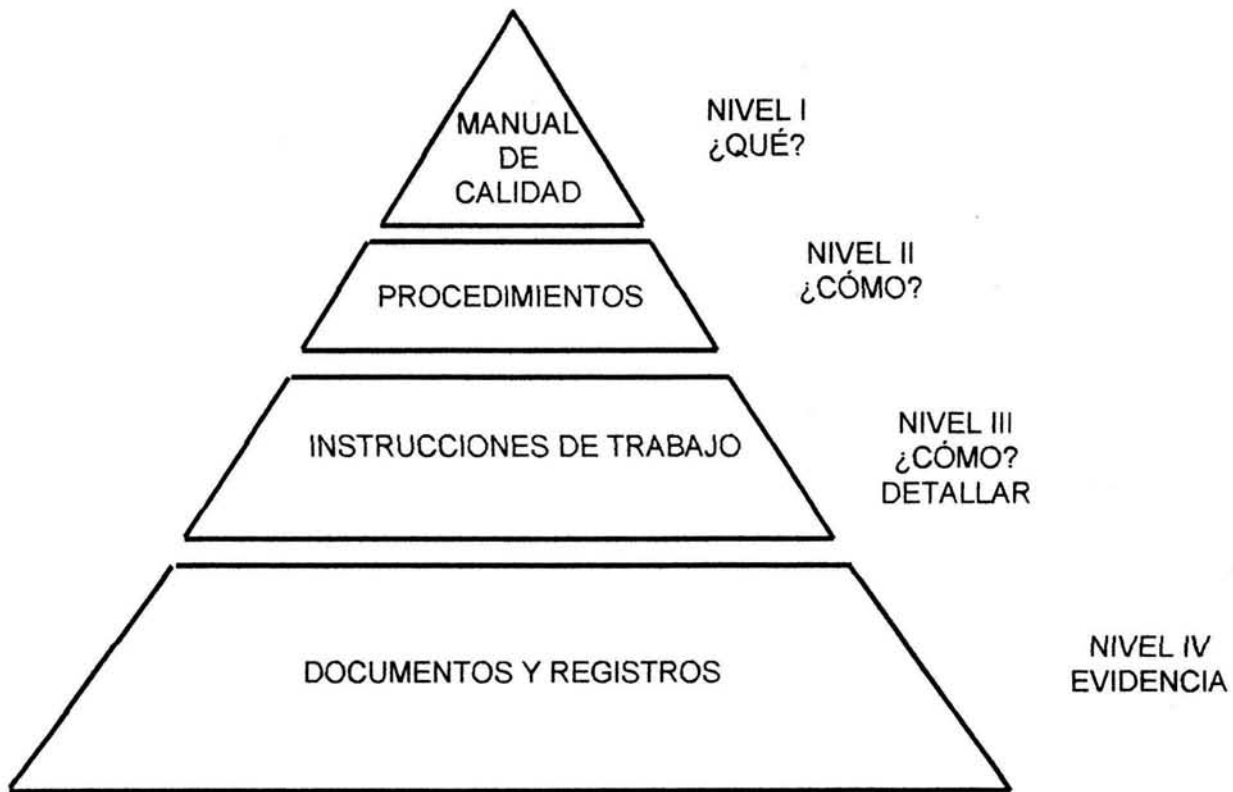 MANUAL
DE
CALIDAD
NIVEL I
¿QUÉ?
PROCEDIMIENTOS
NIVEL II
¿CÓMO?
INSTRUCCIONES DE TRABAJO
NIVEL III
¿CÓMO?
DETALLAR
DOCUMENTOS Y REGISTROS
NIVEL IV
EVIDENCIA